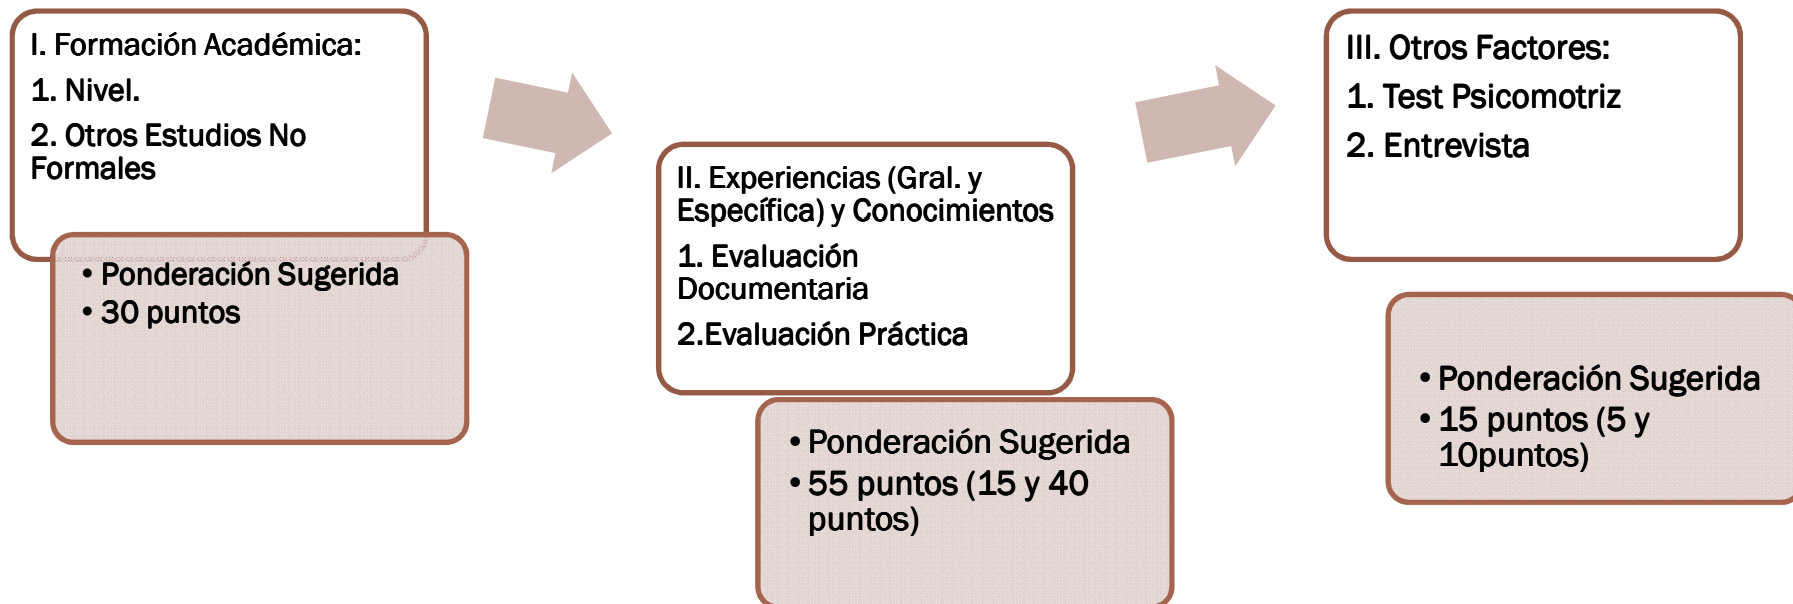 I. Formación Académica:
1. Nivel.
2. Otros Estudios No
Formales
• Ponderación Sugerida
• 30 puntos
II. Experiencias (Gral. y
Específica) y Conocimientos
1. Evaluación
Documentaria
2.Evaluación Práctica
• Ponderación Sugerida
• 55 puntos (15 y 40
puntos)
III. Otros Factores:
1. Test Psicomotriz
2. Entrevista
• Ponderación Sugerida
• 15 puntos (5 y
10puntos)